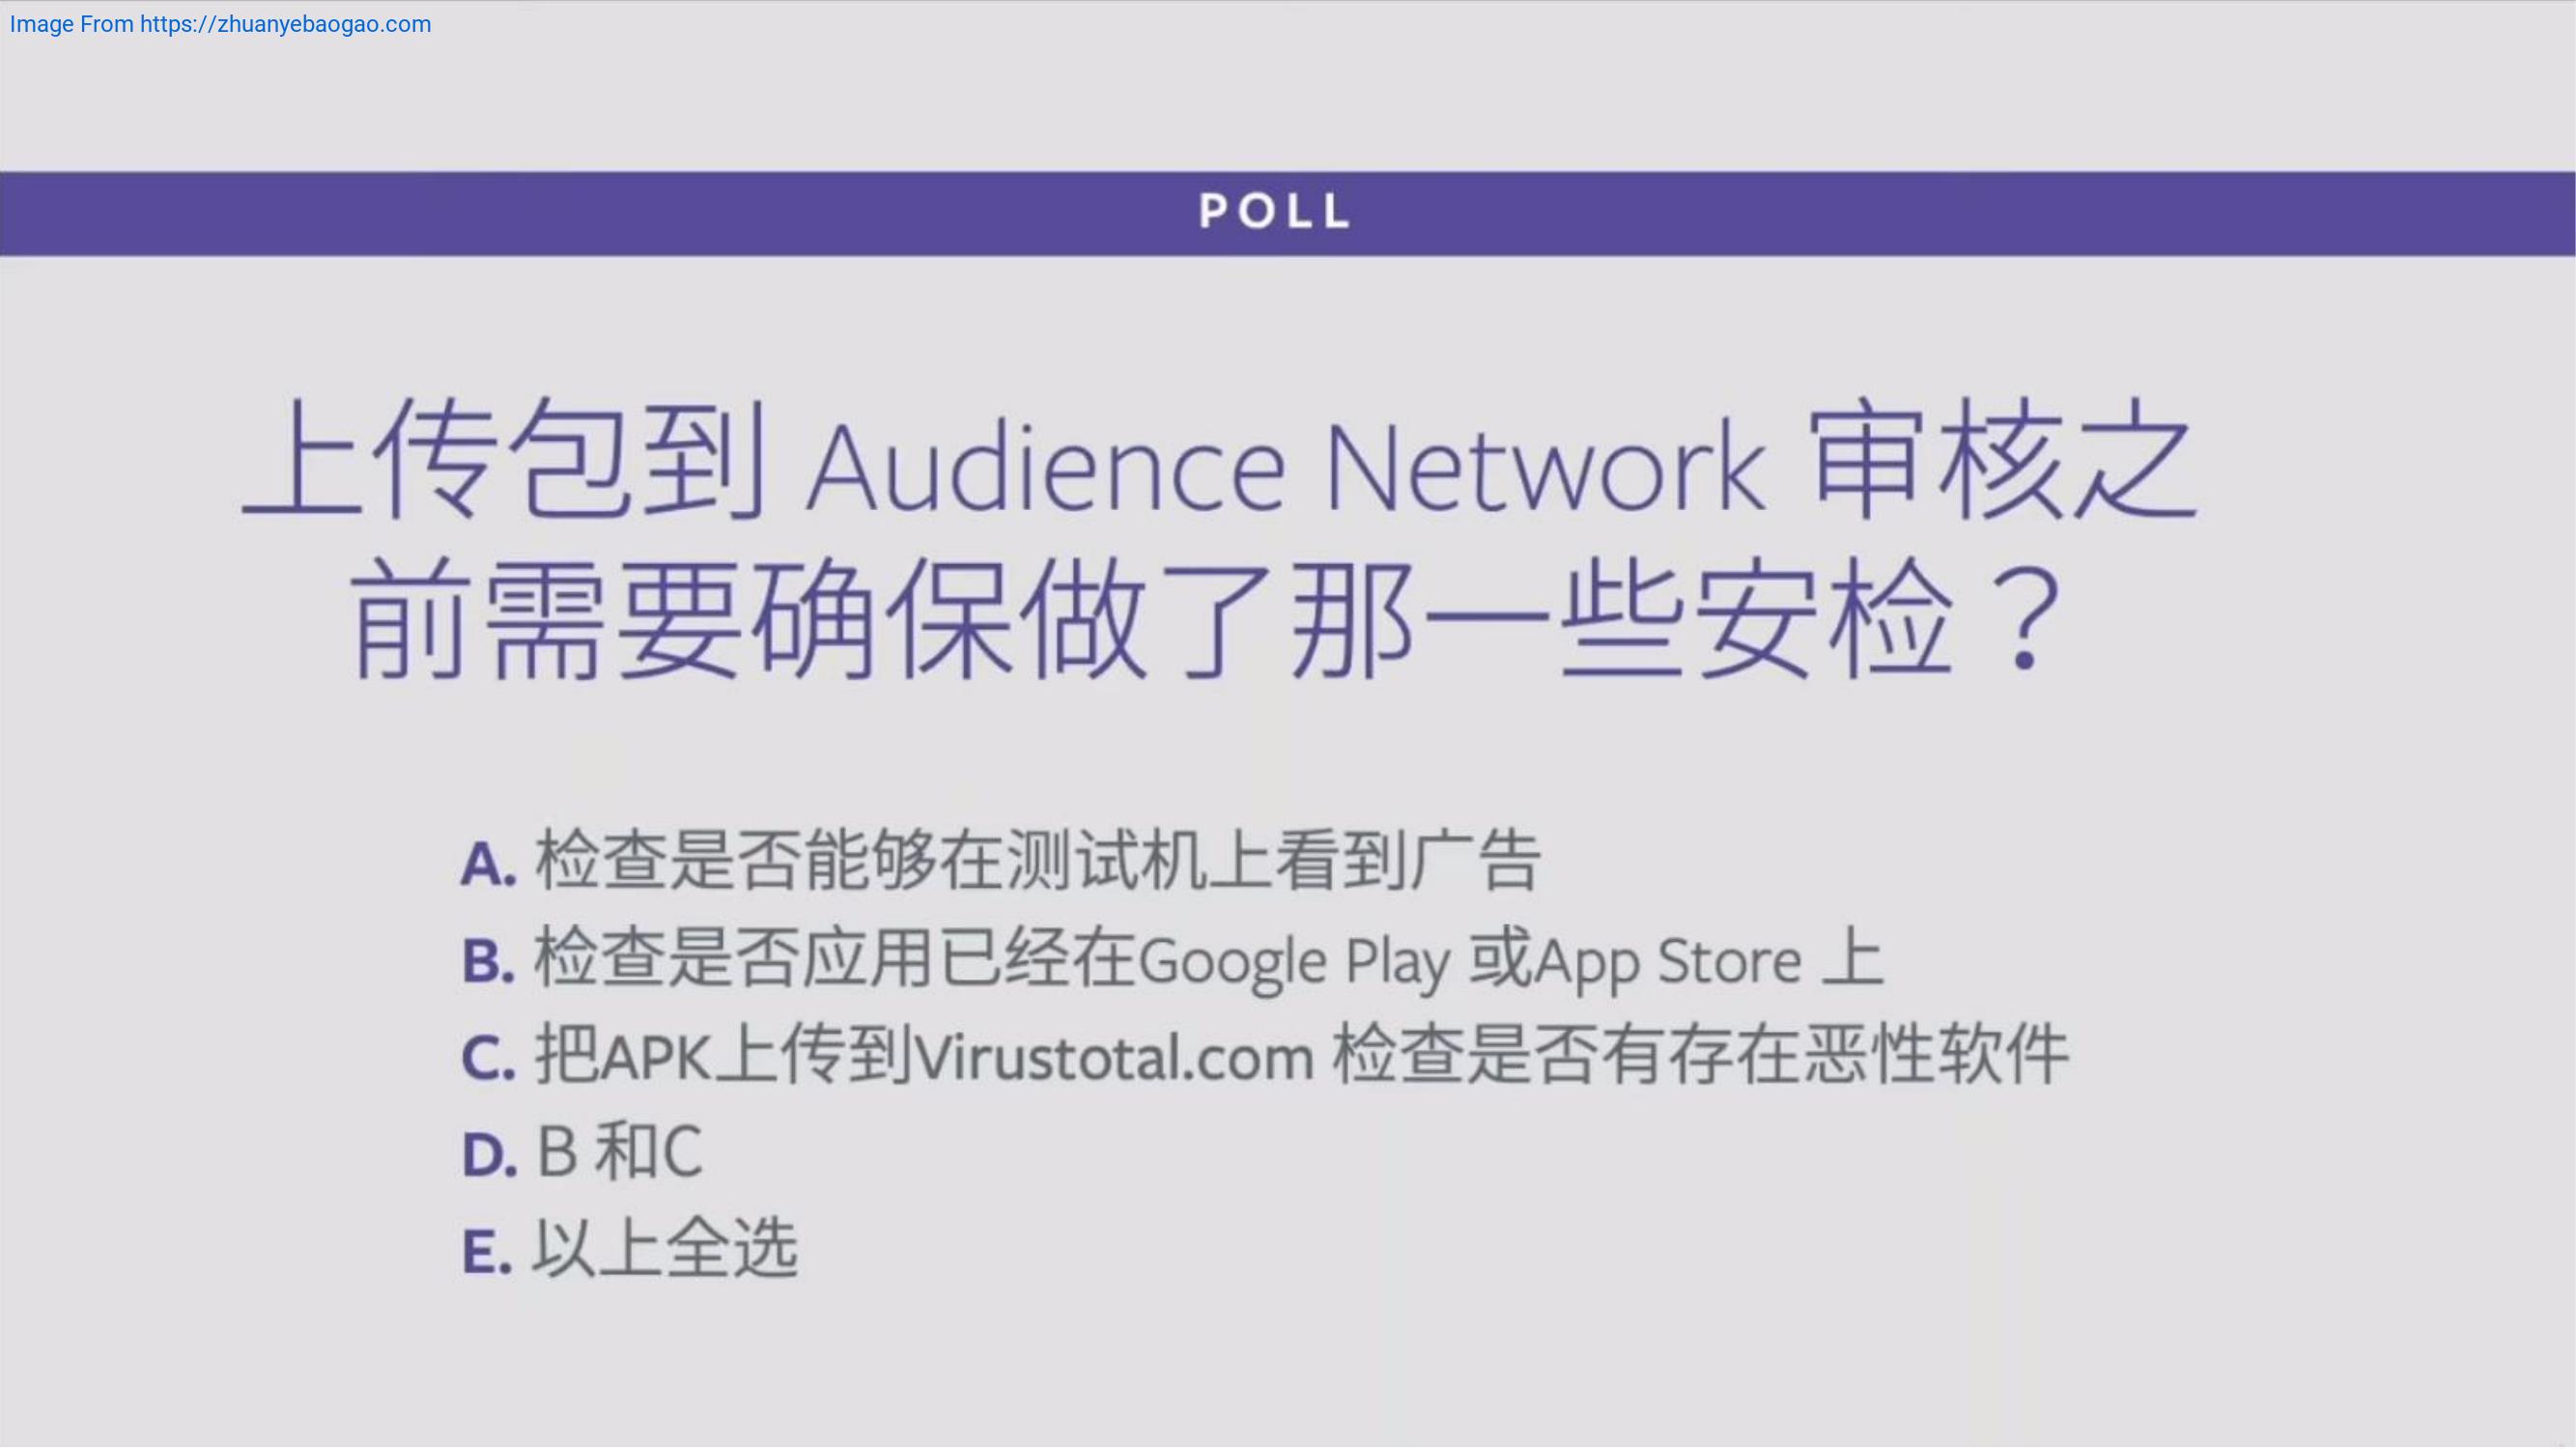 Image From https://zhuanyebaogao.com
POLL
上传包到 Audience Network 审核之
前需要确保做了那一些安检？
A. 检查是否能够在测试机上看到广告
B. 检查是否应用已经在Google Play 或App Store 上
C. 把APK上传到Virustotal.com 检查是否有存在恶性软件
D. B 和C
E. 以上全选